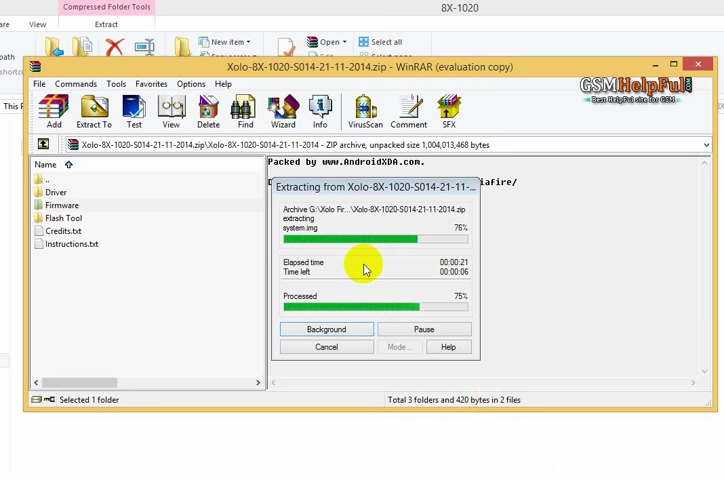 Compressed Folder Tools
8X-1020
View
Extract
New item
Open
Select all
path
Xolo-8X-1020-S014-21-11-2014.zip - WinRAR (evaluation copy)
File Commands Tools Favorites Options Help
GSMHelpFul.com
Best Helpful site for GSM
Add Extract To Test View Delete Find Wizard Info VirusScan Comment SFX
This P
Xolo-8X-1020-S014-21-11-2014.zip\Xolo-8X-1020-S014-21-11-2014 - ZIP archive, unpacked size 1,004,013,468 bytes
Name
..
Driver
Firmware
Flash Tool
Credits.txt
Instructions.txt
Packed by www.AndroidXDA.com.
iafire/
Extracting from Xolo-8X-1020-S014-21-11-...
Archive G:\Xolo Fir...\Xolo-8X-1020-S014-21-11-2014.zip
extracting
system.img 76%
Elapsed time 00:00:21
Time left 00:00:06
Processed 75%
Background Pause
Cancel Mode... Help
Selected 1 folder
Total 3 folders and 420 bytes in 2 files